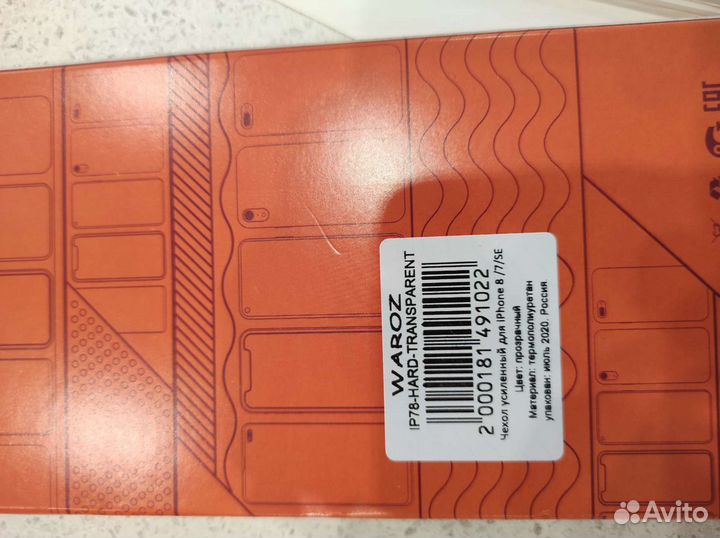 WAROZ
IP78-HARD-TRANSPARENT
2 000181 491022
Чехол усиленный для iPhone 8 /7/SE
Цвет: прозрачный
Материал: термополиуретан
упакован: июль 2020. Россия.
EAC
Avito